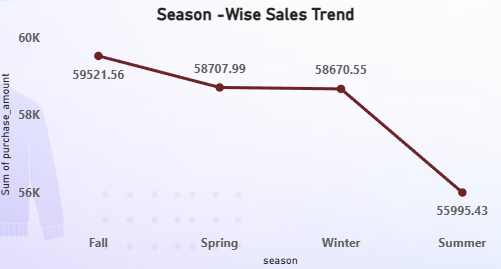 Season -Wise Sales Trend
60K
58K
56K
Sum of purchase_amount
59521.56
58707.99
58670.55
55995.43
Fall Spring Winter Summer
season